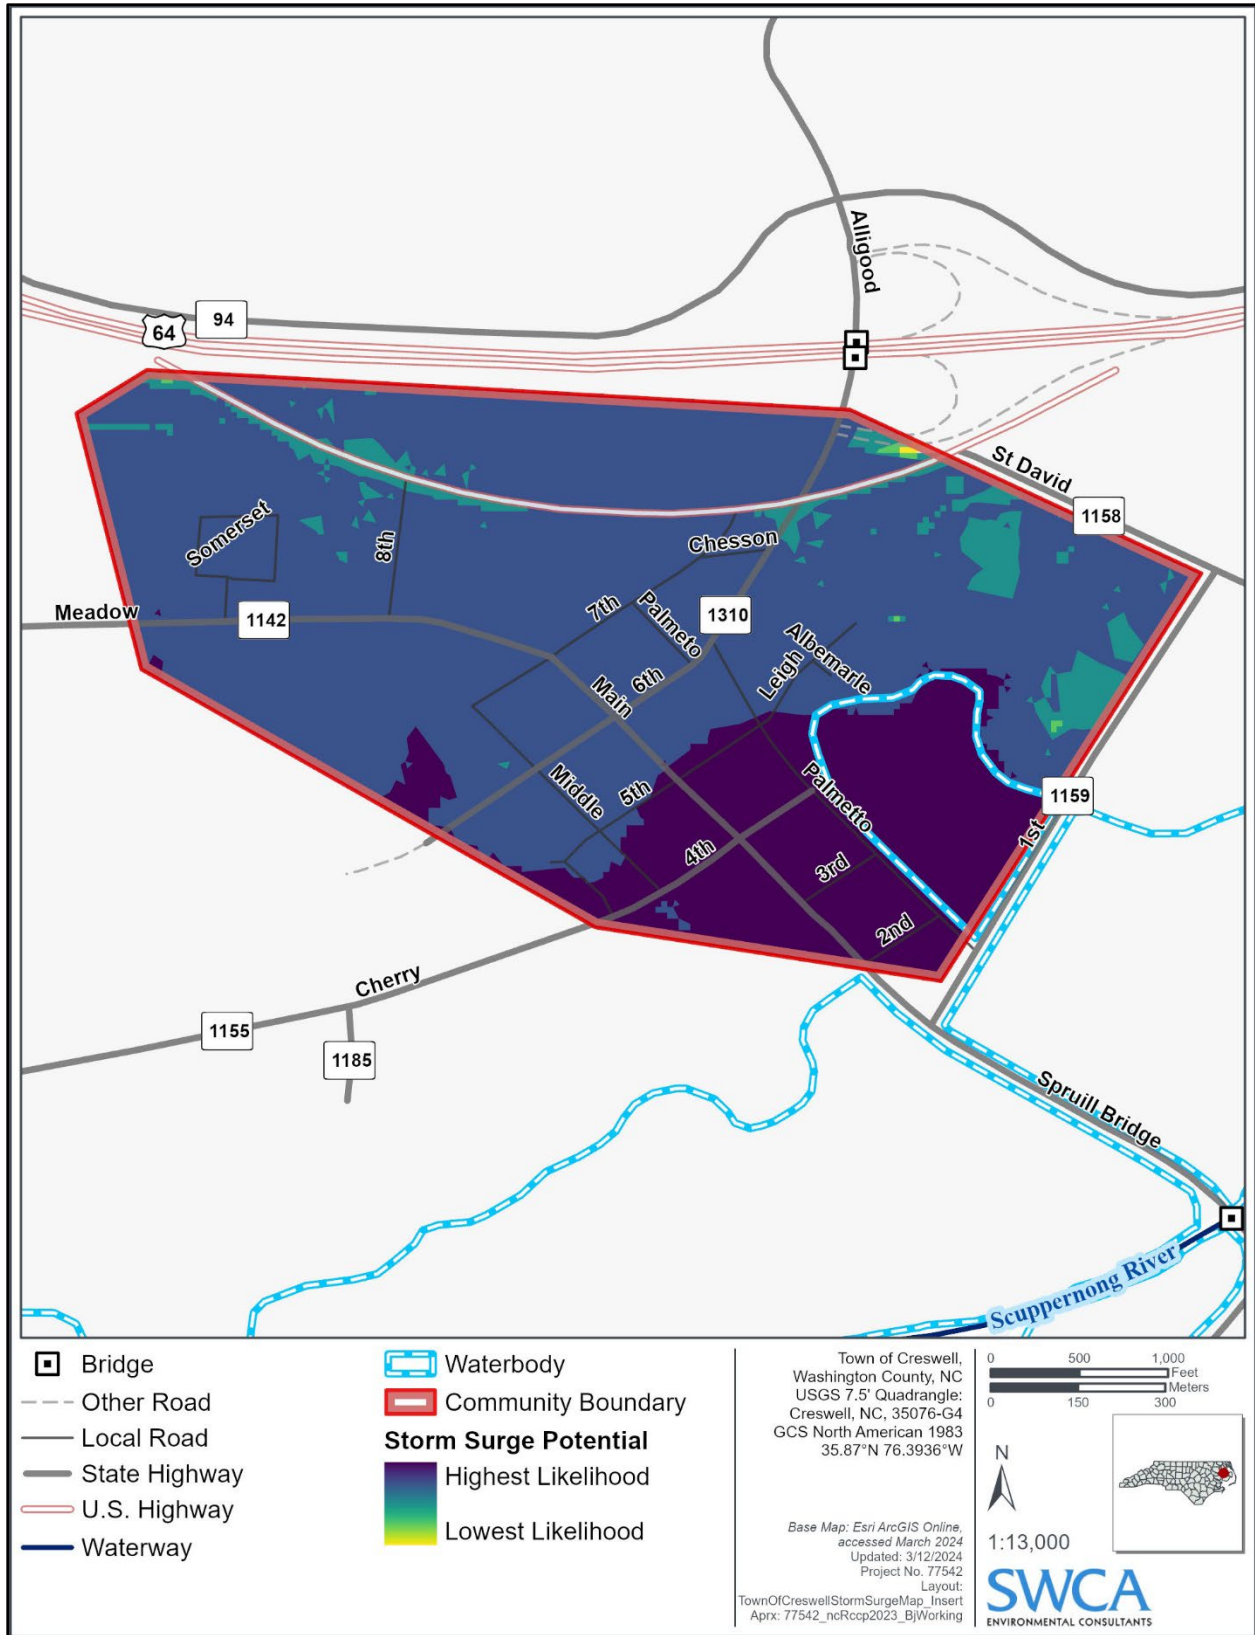 Alligood
94
64
St David
1158
Somerset
8th
Chesson
Meadow
1142
7th
Palmeto
1310
Albemarle
Leigh
6th
Main
Middle
5th
Palmetto
1159
1st
4th
3rd
2nd
Cherry
1155
1185
Spruill Bridge
Scuppernong River
Bridge
Other Road
Local Road
State Highway
U.S. Highway
Waterway
Waterbody
Community Boundary
Storm Surge Potential
Highest Likelihood
Lowest Likelihood
Town of Creswell,
Washington County, NC
USGS 7.5' Quadrangle:
Creswell, NC, 35076-G4
GCS North American 1983
35.87°N 76.3936°W
Base Map: Esri ArcGIS Online,
accessed March 2024
Updated: 3/12/2024
Project No. 77542
Layout:
TownOfCreswellStormSurgeMap_Insert
Aprx: 77542_ncRccp2023_BjWorking
0 500 1,000
Feet
Meters
0 150 300
N
1:13,000
SWCA
ENVIRONMENTAL CONSULTANTS